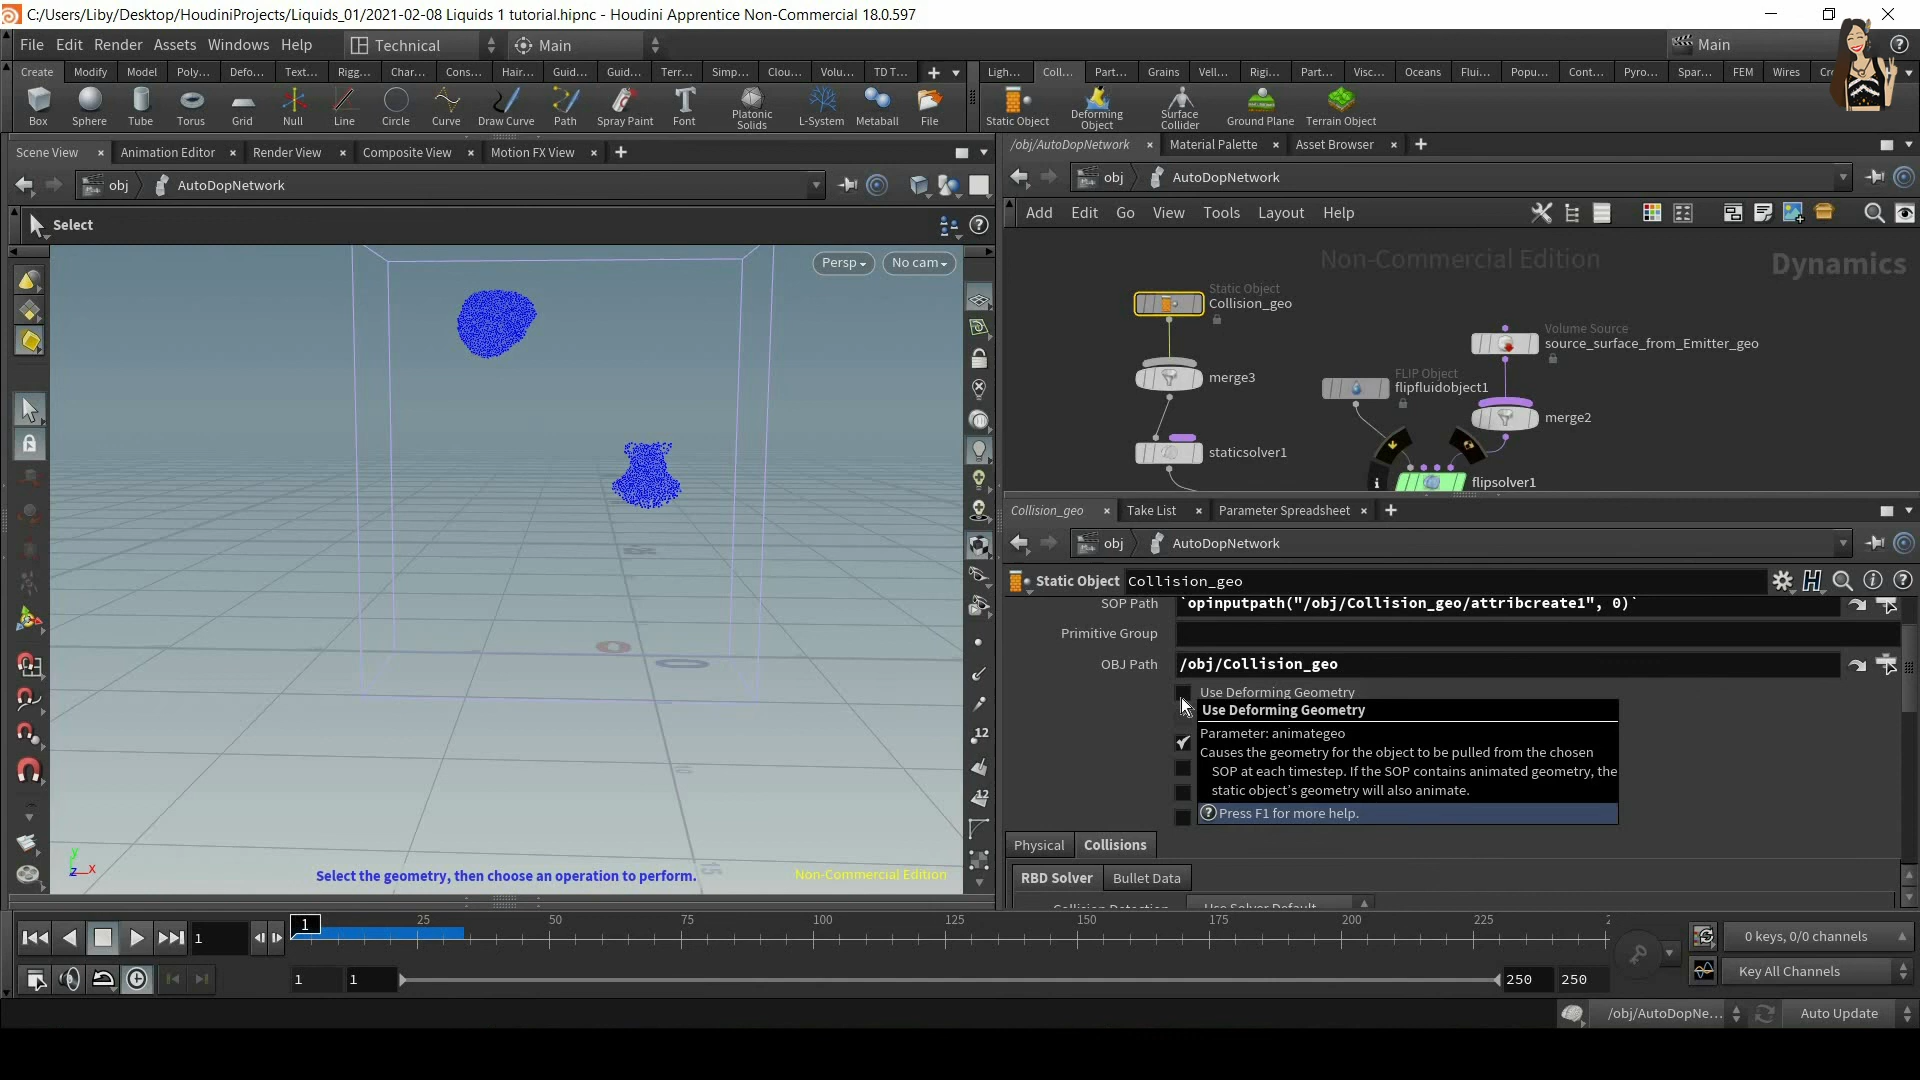 C:/Users/Liby/Desktop/HoudiniProjects/Liquids_01/2021-02-08 Liquids 1 tutorial.hipnc - Houdini Apprentice Non-Commercial 18.0.597
File Edit Render Assets Windows Help Technical Main Main
Create Modify Model Poly... Defo... Text... Rigg... Char... Cons... Hair... Guid... Guid... Terr... Simp... Clou... Volu... TD T...
Ligh... Coll... Part... Grains Vell... Rigi... Part... Visc... Oceans Flui... Popu... Cont... Pyro... Spar... FEM Wires
Box Sphere Tube Torus Grid Null Line Circle Curve Draw Curve Path Spray Paint Font Platonic Solids L-System Metaball File
Static Object Deforming Object Surface Collider Ground Plane Terrain Object
Scene View Animation Editor Render View Composite View Motion FX View
/obj/AutoDopNetwork Material Palette Asset Browser
obj AutoDopNetwork
obj AutoDopNetwork
Select
Add Edit Go View Tools Layout Help
Persp No cam
Non-Commercial Edition Dynamics
Static Object
Collision_geo
Volume Source
source_surface_from_Emitter_geo
merge3
FLIP Object
flipfluidobject1
merge2
staticsolver1
flipsolver1
Collision_geo Take List Parameter Spreadsheet
obj AutoDopNetwork
Static Object Collision_geo
SOP Path `opinputpath("/obj/Collision_geo/attribcreate1", 0)`
Primitive Group
OBJ Path /obj/Collision_geo
Use Deforming Geometry
Use Deforming Geometry
Parameter: animategeo
Causes the geometry for the object to be pulled from the chosen
SOP at each timestep. If the SOP contains animated geometry, the
static object's geometry will also animate.
Press F1 for more help.
Physical Collisions
RBD Solver Bullet Data
Collision Detection Use Solver Default
12
12
y
z x
Select the geometry, then choose an operation to perform.
Non-Commercial Edition
1 1 25 50 75 100 125 150 175 200 225 2
0 keys, 0/0 channels
1 1 250 250
Key All Channels
/obj/AutoDopNe... Auto Update